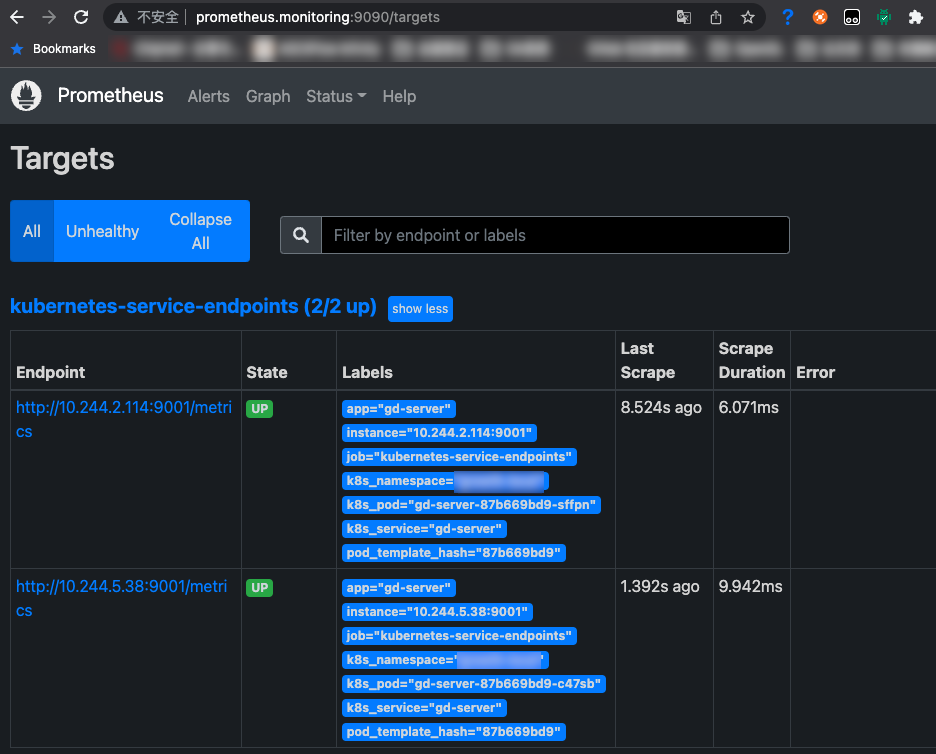 不安全 prometheus.monitoring:9090/targets
Bookmarks
Prometheus Alerts Graph Status Help
Targets
All Unhealthy Collapse
All
Filter by endpoint or labels
kubernetes-service-endpoints (2/2 up) show less
Endpoint State Labels Last
Scrape Scrape
Duration Error
http://10.244.2.114:9001/metri
cs
UP
app="gd-server"
instance="10.244.2.114:9001"
job="kubernetes-service-endpoints"
k8s_namespace=
k8s_pod="gd-server-87b669bd9-sffpn"
k8s_service="gd-server"
pod_template_hash="87b669bd9"
8.524s ago
6.071ms
http://10.244.5.38:9001/metri
cs
UP
app="gd-server"
instance="10.244.5.38:9001"
job="kubernetes-service-endpoints"
k8s_namespace="
k8s_pod="gd-server-87b669bd9-c47sb"
k8s_service="gd-server"
pod_template_hash="87b669bd9"
1.392s ago
9.942ms